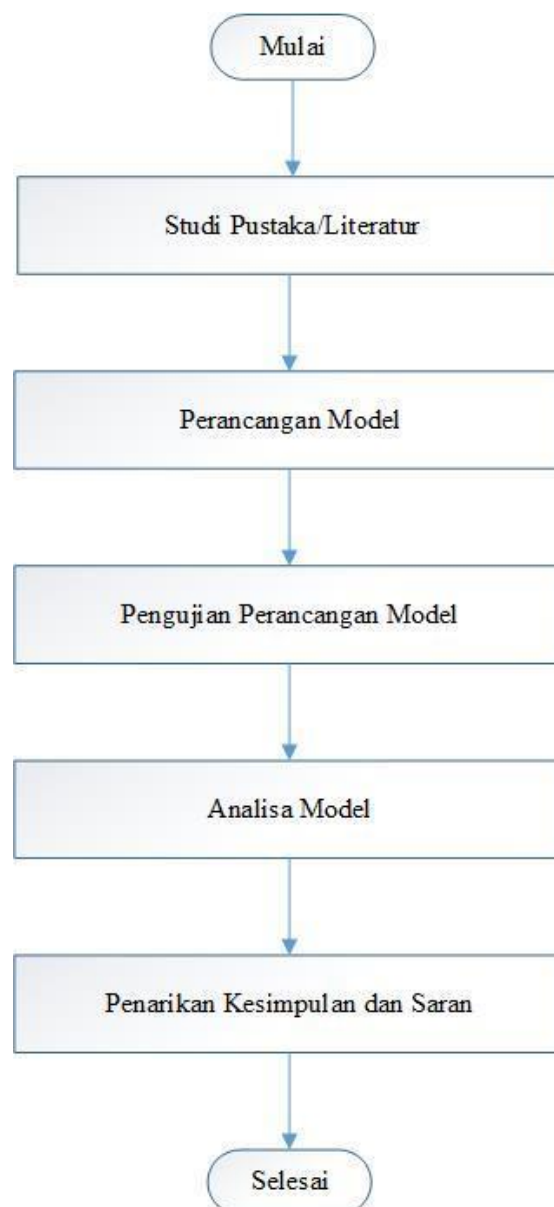 Mulai
Studi Pustaka/Literatur
Perancangan Model
Pengujian Perancangan Model
Analisa Model
Penarikan Kesimpulan dan Saran
Selesai